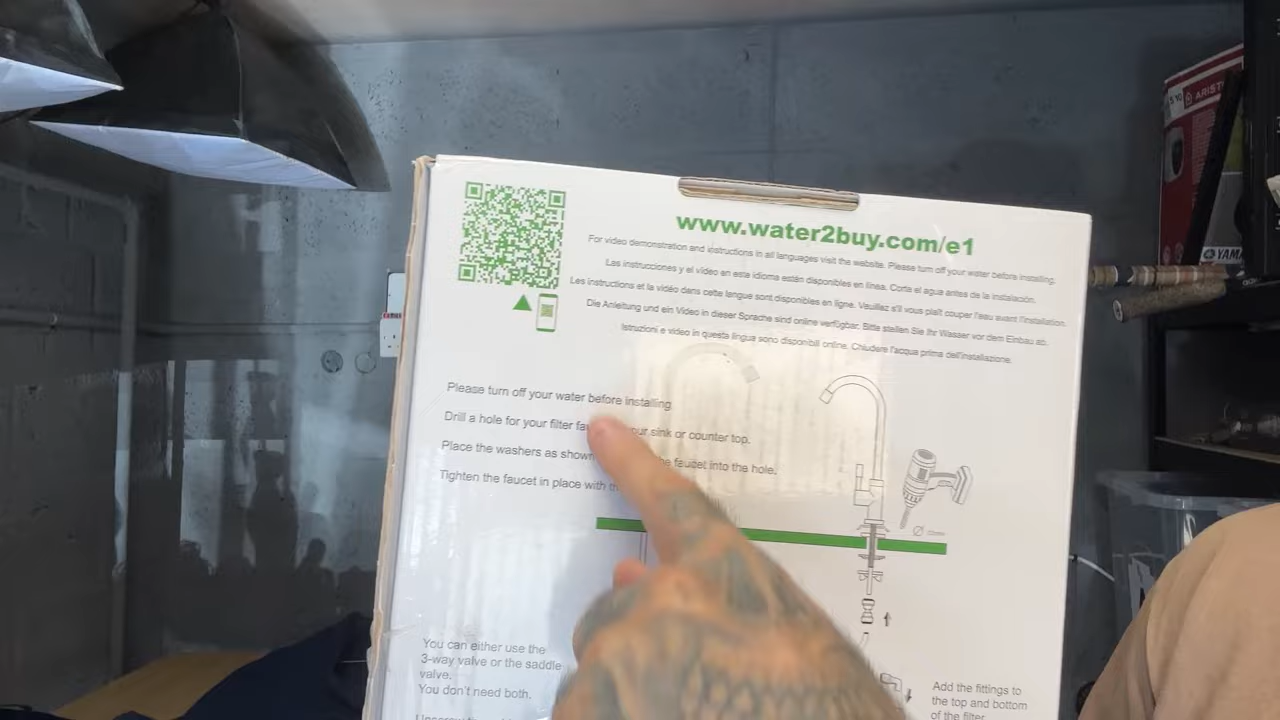 www.water2buy.com/e1
For video demonstration and instructions in all languages visit the website. Please turn off your water before installing.
Las instrucciones y el vídeo en este idioma están disponibles en línea. Corte el agua antes de la instalación.
Les instructions et la vidéo dans cette langue sont disponibles en ligne. Veuillez s'il vous plaît couper l'eau avant l'installation.
Die Anleitung und ein Video in dieser Sprache sind online verfügbar. Bitte stellen Sie Ihr Wasser vor dem Einbau ab.
Istruzioni e video in questa lingua sono disponibili online. Chiudere l'acqua prima dell'installazione.
Please turn off your water before installing
Drill a hole for your filter sink or counter top.
Place the washers as shown faucet into the hole.
Tighten the faucet in place with
You can either use the
3-way valve or the saddle
valve.
You don't need both.
Add the fittings to
the top and bottom
of the filter
ARIST
YAM